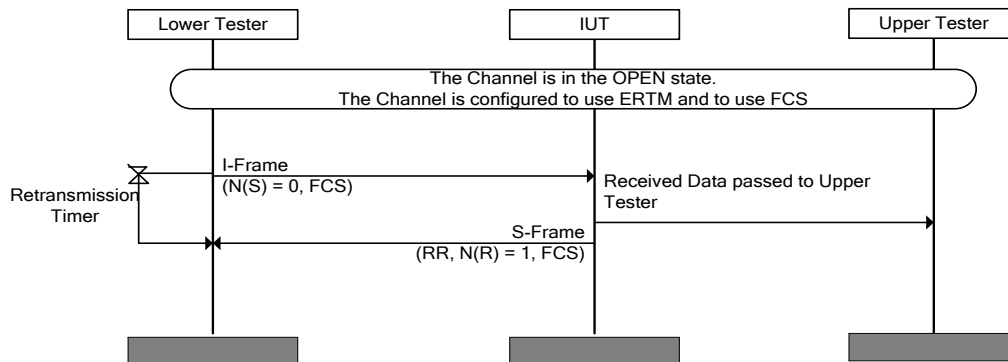 Lower Tester
IUT
Upper Tester
The Channel is in the OPEN state.
The Channel is configured to use ERTM and to use FCS
I-Frame
(N(S) = 0, FCS)
Retransmission
Timer
Received Data passed to Upper
Tester
S-Frame
(RR, N(R) = 1, FCS)